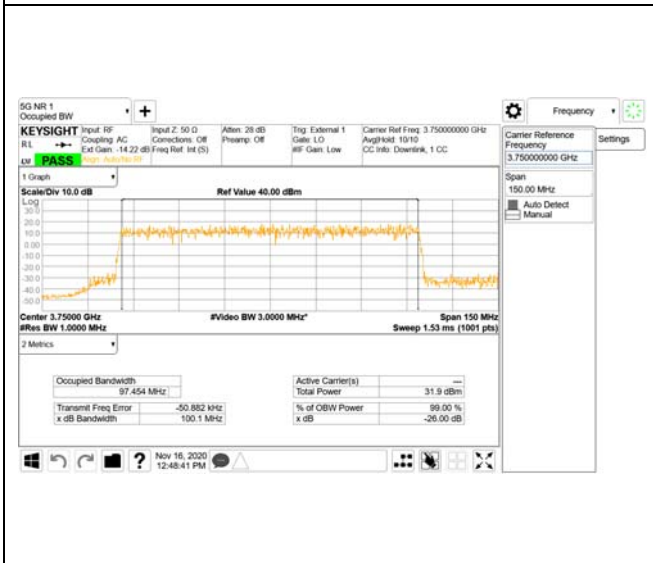 5G NR 1
Occupied BW
+
Frequency
KEYSIGHT
R L
LXI
PASS
Input: RF
Coupling: AC
Ext Gain: -14.22 dB
Align: Auto/No RF
Input Z: 50 Ω
Corrections: Off
Freq Ref: Int (S)
Atten: 28 dB
Preamp: Off
Trig: External 1
Gate: LO
#IF Gain: Low
Carrier Ref Freq: 3.750000000 GHz
Avg|Hold: 10/10
CC Info: Downlink, 1 CC
Carrier Reference
Frequency
3.750000000 GHz
Settings
Span
150.00 MHz
Auto Detect
Manual
1 Graph
Scale/Div 10.0 dB
Ref Value 40.00 dBm
Log
30.0
20.0
10.0
0.00
-10.0
-20.0
-30.0
-40.0
-50.0
Center 3.75000 GHz
#Video BW 3.0000 MHz*
Span 150 MHz
#Res BW 1.0000 MHz
Sweep 1.53 ms (1001 pts)
2 Metrics
Occupied Bandwidth
97.454 MHz
Transmit Freq Error -50.882 kHz
x dB Bandwidth 100.1 MHz
Active Carrier(s) ---
Total Power 31.9 dBm
% of OBW Power 99.00 %
x dB -26.00 dB
?
Nov 16, 2020
12:48:41 PM